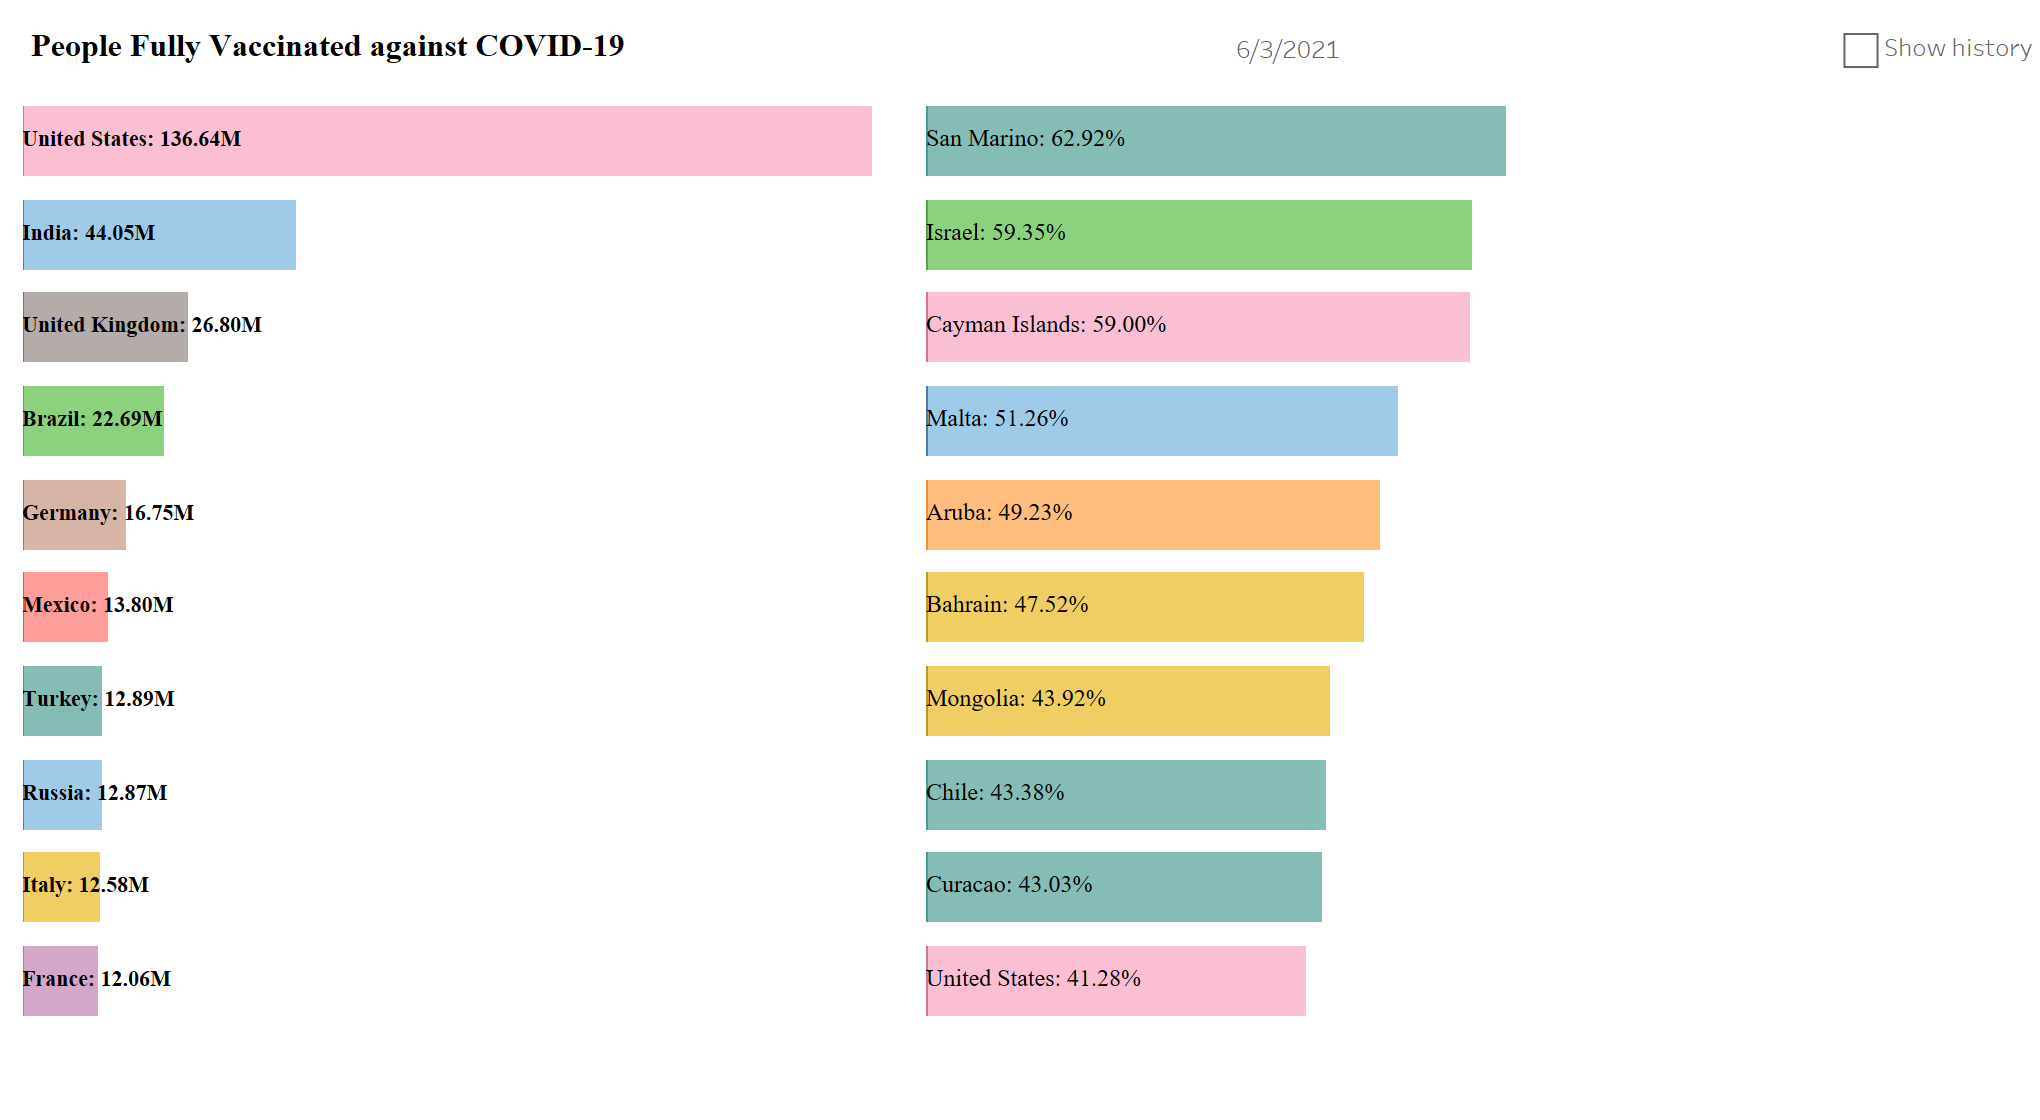 People Fully Vaccinated against COVID-19
6/3/2021
Show history
United States: 136.64M
India: 44.05M
United Kingdom: 26.80M
Brazil: 22.69M
Germany: 16.75M
Mexico: 13.80M
Turkey: 12.89M
Russia: 12.87M
Italy: 12.58M
France: 12.06M
San Marino: 62.92%
Israel: 59.35%
Cayman Islands: 59.00%
Malta: 51.26%
Aruba: 49.23%
Bahrain: 47.52%
Mongolia: 43.92%
Chile: 43.38%
Curacao: 43.03%
United States: 41.28%